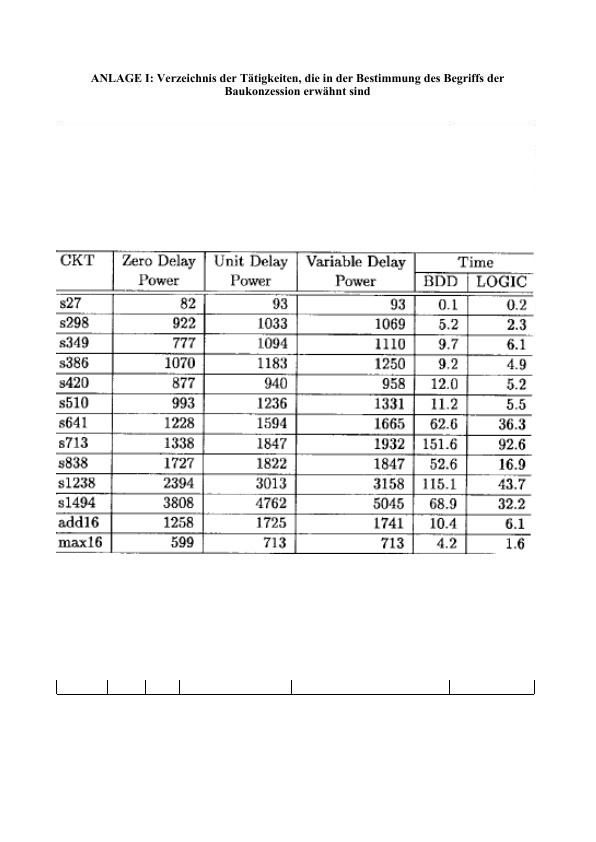 ANLAGE I: Verzeichnis der Tätigkeiten, die in der Bestimmung des Begriffs der
Baukonzession erwähnt sind
CKT Zero Delay Unit Delay Variable Delay Time
Power Power Power BDD LOGIC
s27 82 93 93 0.1 0.2
s298 922 1033 1069 5.2 2.3
s349 777 1094 1110 9.7 6.1
s386 1070 1183 1250 9.2 4.9
s420 877 940 958 12.0 5.2
s510 993 1236 1331 11.2 5.5
s641 1228 1594 1665 62.6 36.3
s713 1338 1847 1932 151.6 92.6
s838 1727 1822 1847 52.6 16.9
s1238 2394 3013 3158 115.1 43.7
s1494 3808 4762 5045 68.9 32.2
add16 1258 1725 1741 10.4 6.1
max16 599 713 713 4.2 1.6